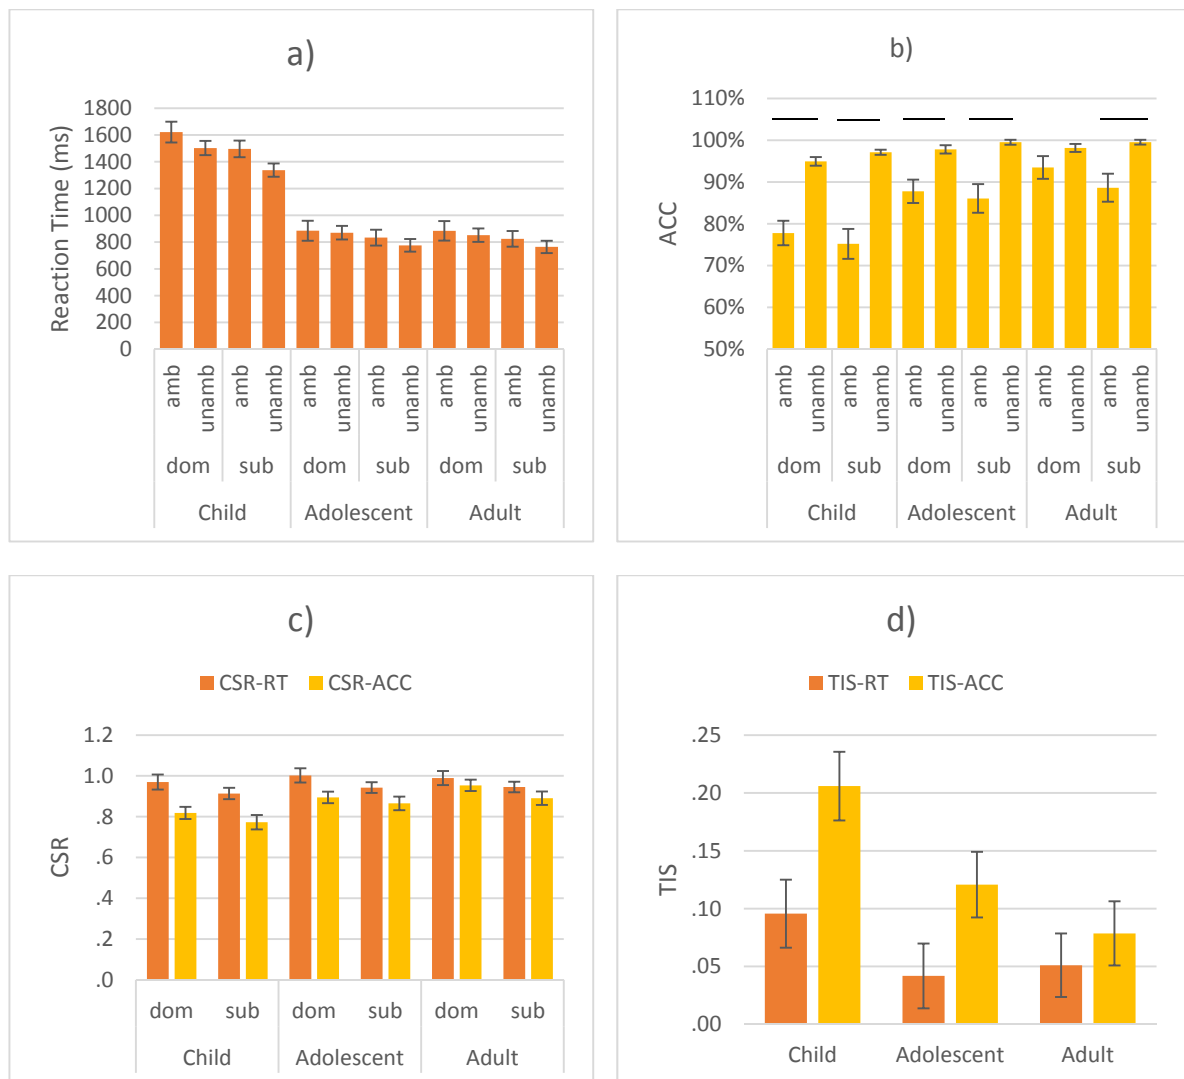 a)
Reaction Time (ms)
1800
1600
1400
1200
1000
800
600
400
200
0
amb unamb amb unamb amb unamb amb unamb amb unamb amb unamb
dom sub dom sub dom sub
Child Adolescent Adult
b)
ACC
110%
100%
90%
80%
70%
60%
50%
amb unamb amb unamb amb unamb amb unamb amb unamb amb unamb
dom sub dom sub dom sub
Child Adolescent Adult
c)
CSR-RT CSR-ACC
CSR
1.2
1.0
.8
.6
.4
.2
.0
dom sub dom sub dom sub
Child Adolescent Adult
d)
TIS-RT TIS-ACC
TIS
.25
.20
.15
.10
.05
.00
Child Adolescent Adult